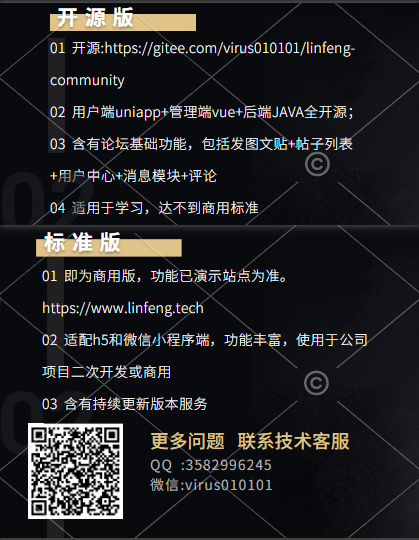 开源版
01 开源:https://gitee.com/virus010101/linfeng-
community
02 用户端uniapp+管理端vue+后端JAVA全开源；
03 含有论坛基础功能，包括发图文贴+帖子列表
+用户中心+消息模块+评论
04 适用于学习，达不到商用标准
标准版
01 即为商用版，功能已演示站点为准。
https://www.linfeng.tech
02 适配h5和微信小程序端，功能丰富，使用于公司
项目二次开发或商用
03 含有持续更新版本服务
更多问题 联系技术客服
QQ :3582996245
微信:virus010101